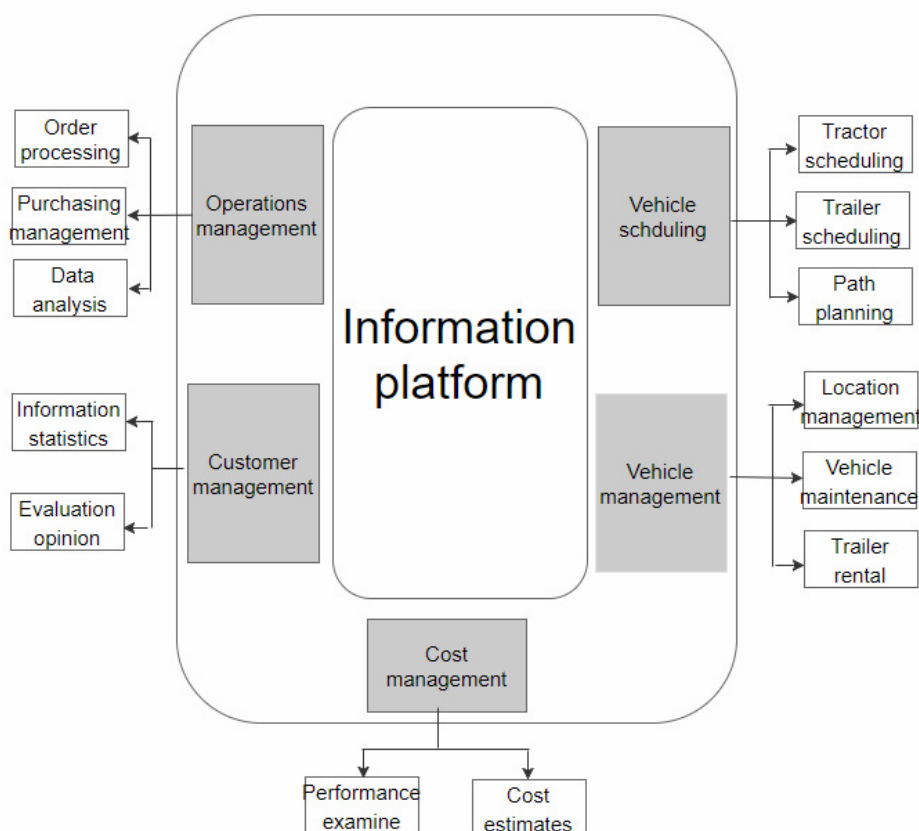 Order
processing
Purchasing
management
Data
analysis
Operations
management
Information
statistics
Evaluation
opinion
Customer
management
Information
platform
Vehicle
schduling
Tractor
scheduling
Trailer
scheduling
Path
planning
Vehicle
management
Location
management
Vehicle
maintenance
Trailer
rental
Cost
management
Performance
examine
Cost
estimates